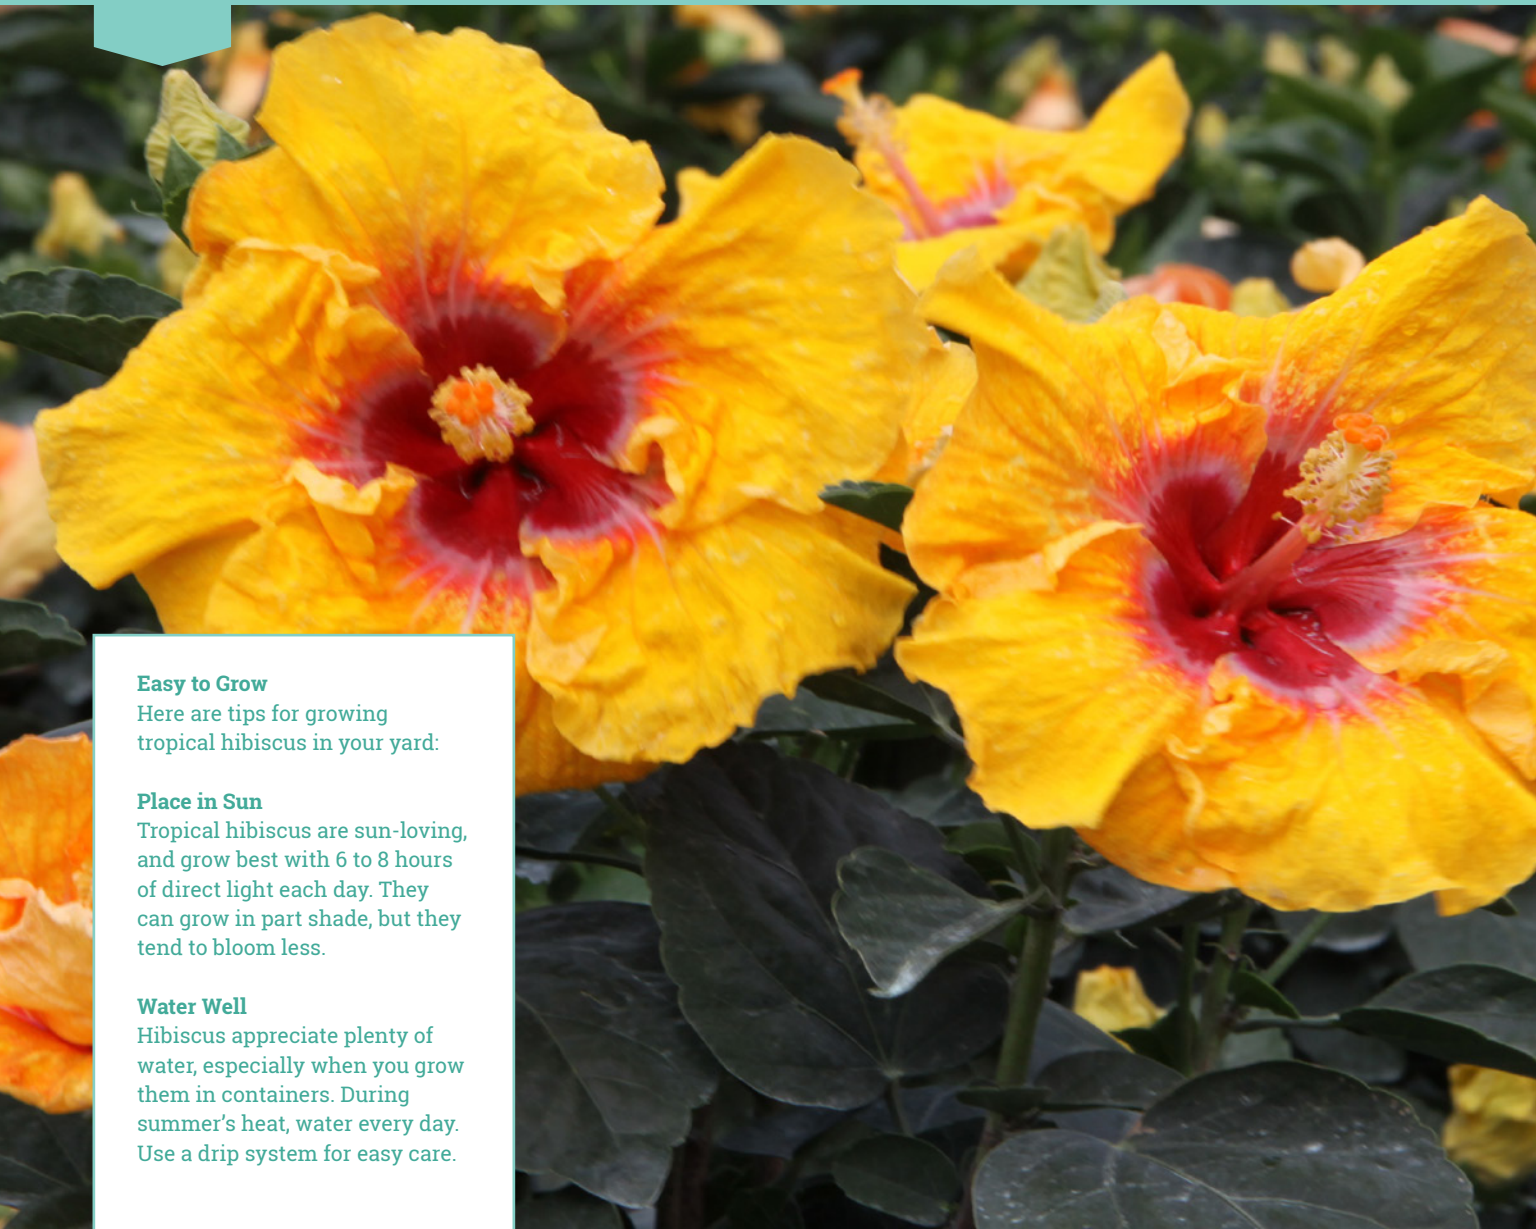 Easy to Grow
Here are tips for growing
tropical hibiscus in your yard:
Place in Sun
Tropical hibiscus are sun-loving,
and grow best with 6 to 8 hours
of direct light each day. They
can grow in part shade, but they
tend to bloom less.
Water Well
Hibiscus appreciate plenty of
water, especially when you grow
them in containers. During
summer’s heat, water every day.
Use a drip system for easy care.